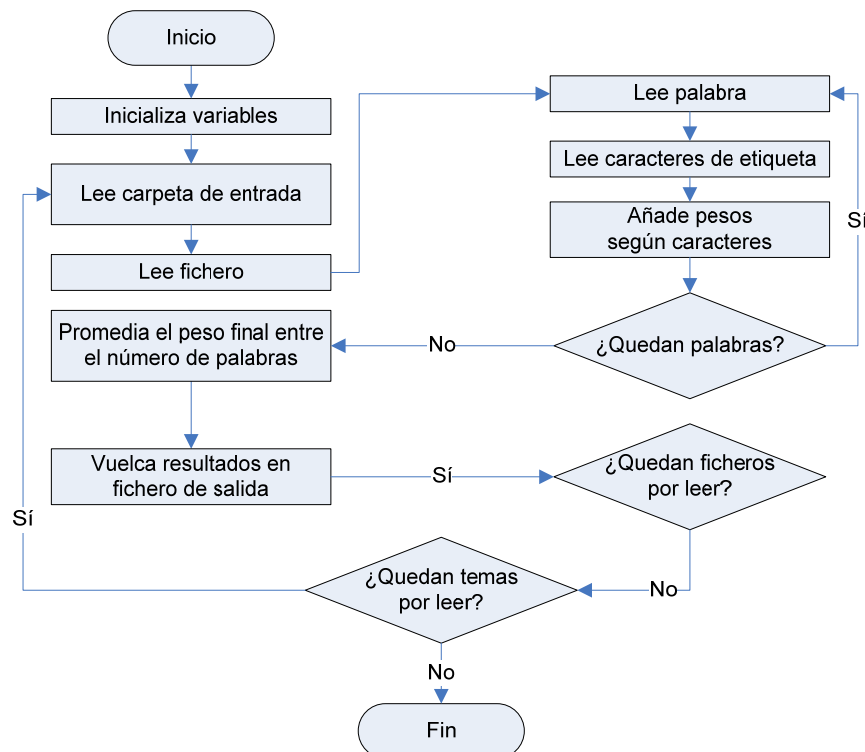 Inicio
Inicializa variables
Lee carpeta de entrada
Lee fichero
Lee palabra
Lee caracteres de etiqueta
Añade pesos
según caracteres
¿Quedan palabras?
Sí
No
Promedia el peso final entre
el número de palabras
Vuelca resultados en
fichero de salida
Sí
¿Quedan ficheros
por leer?
No
¿Quedan temas
por leer?
Sí
No
Fin